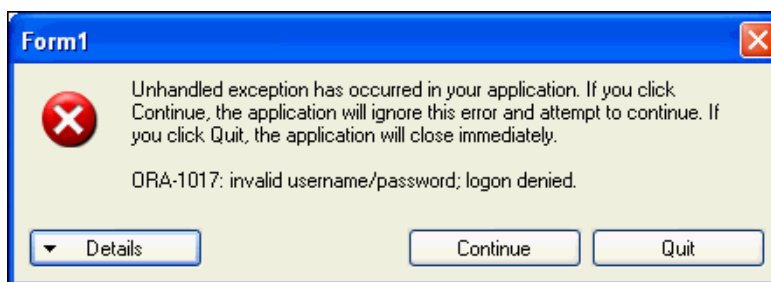 Form1
Unhandled exception has occurred in your application. If you click
Continue, the application will ignore this error and attempt to continue. If
you click Quit, the application will close immediately.
ORA-1017: invalid username/password; logon denied.
Details
Continue
Quit